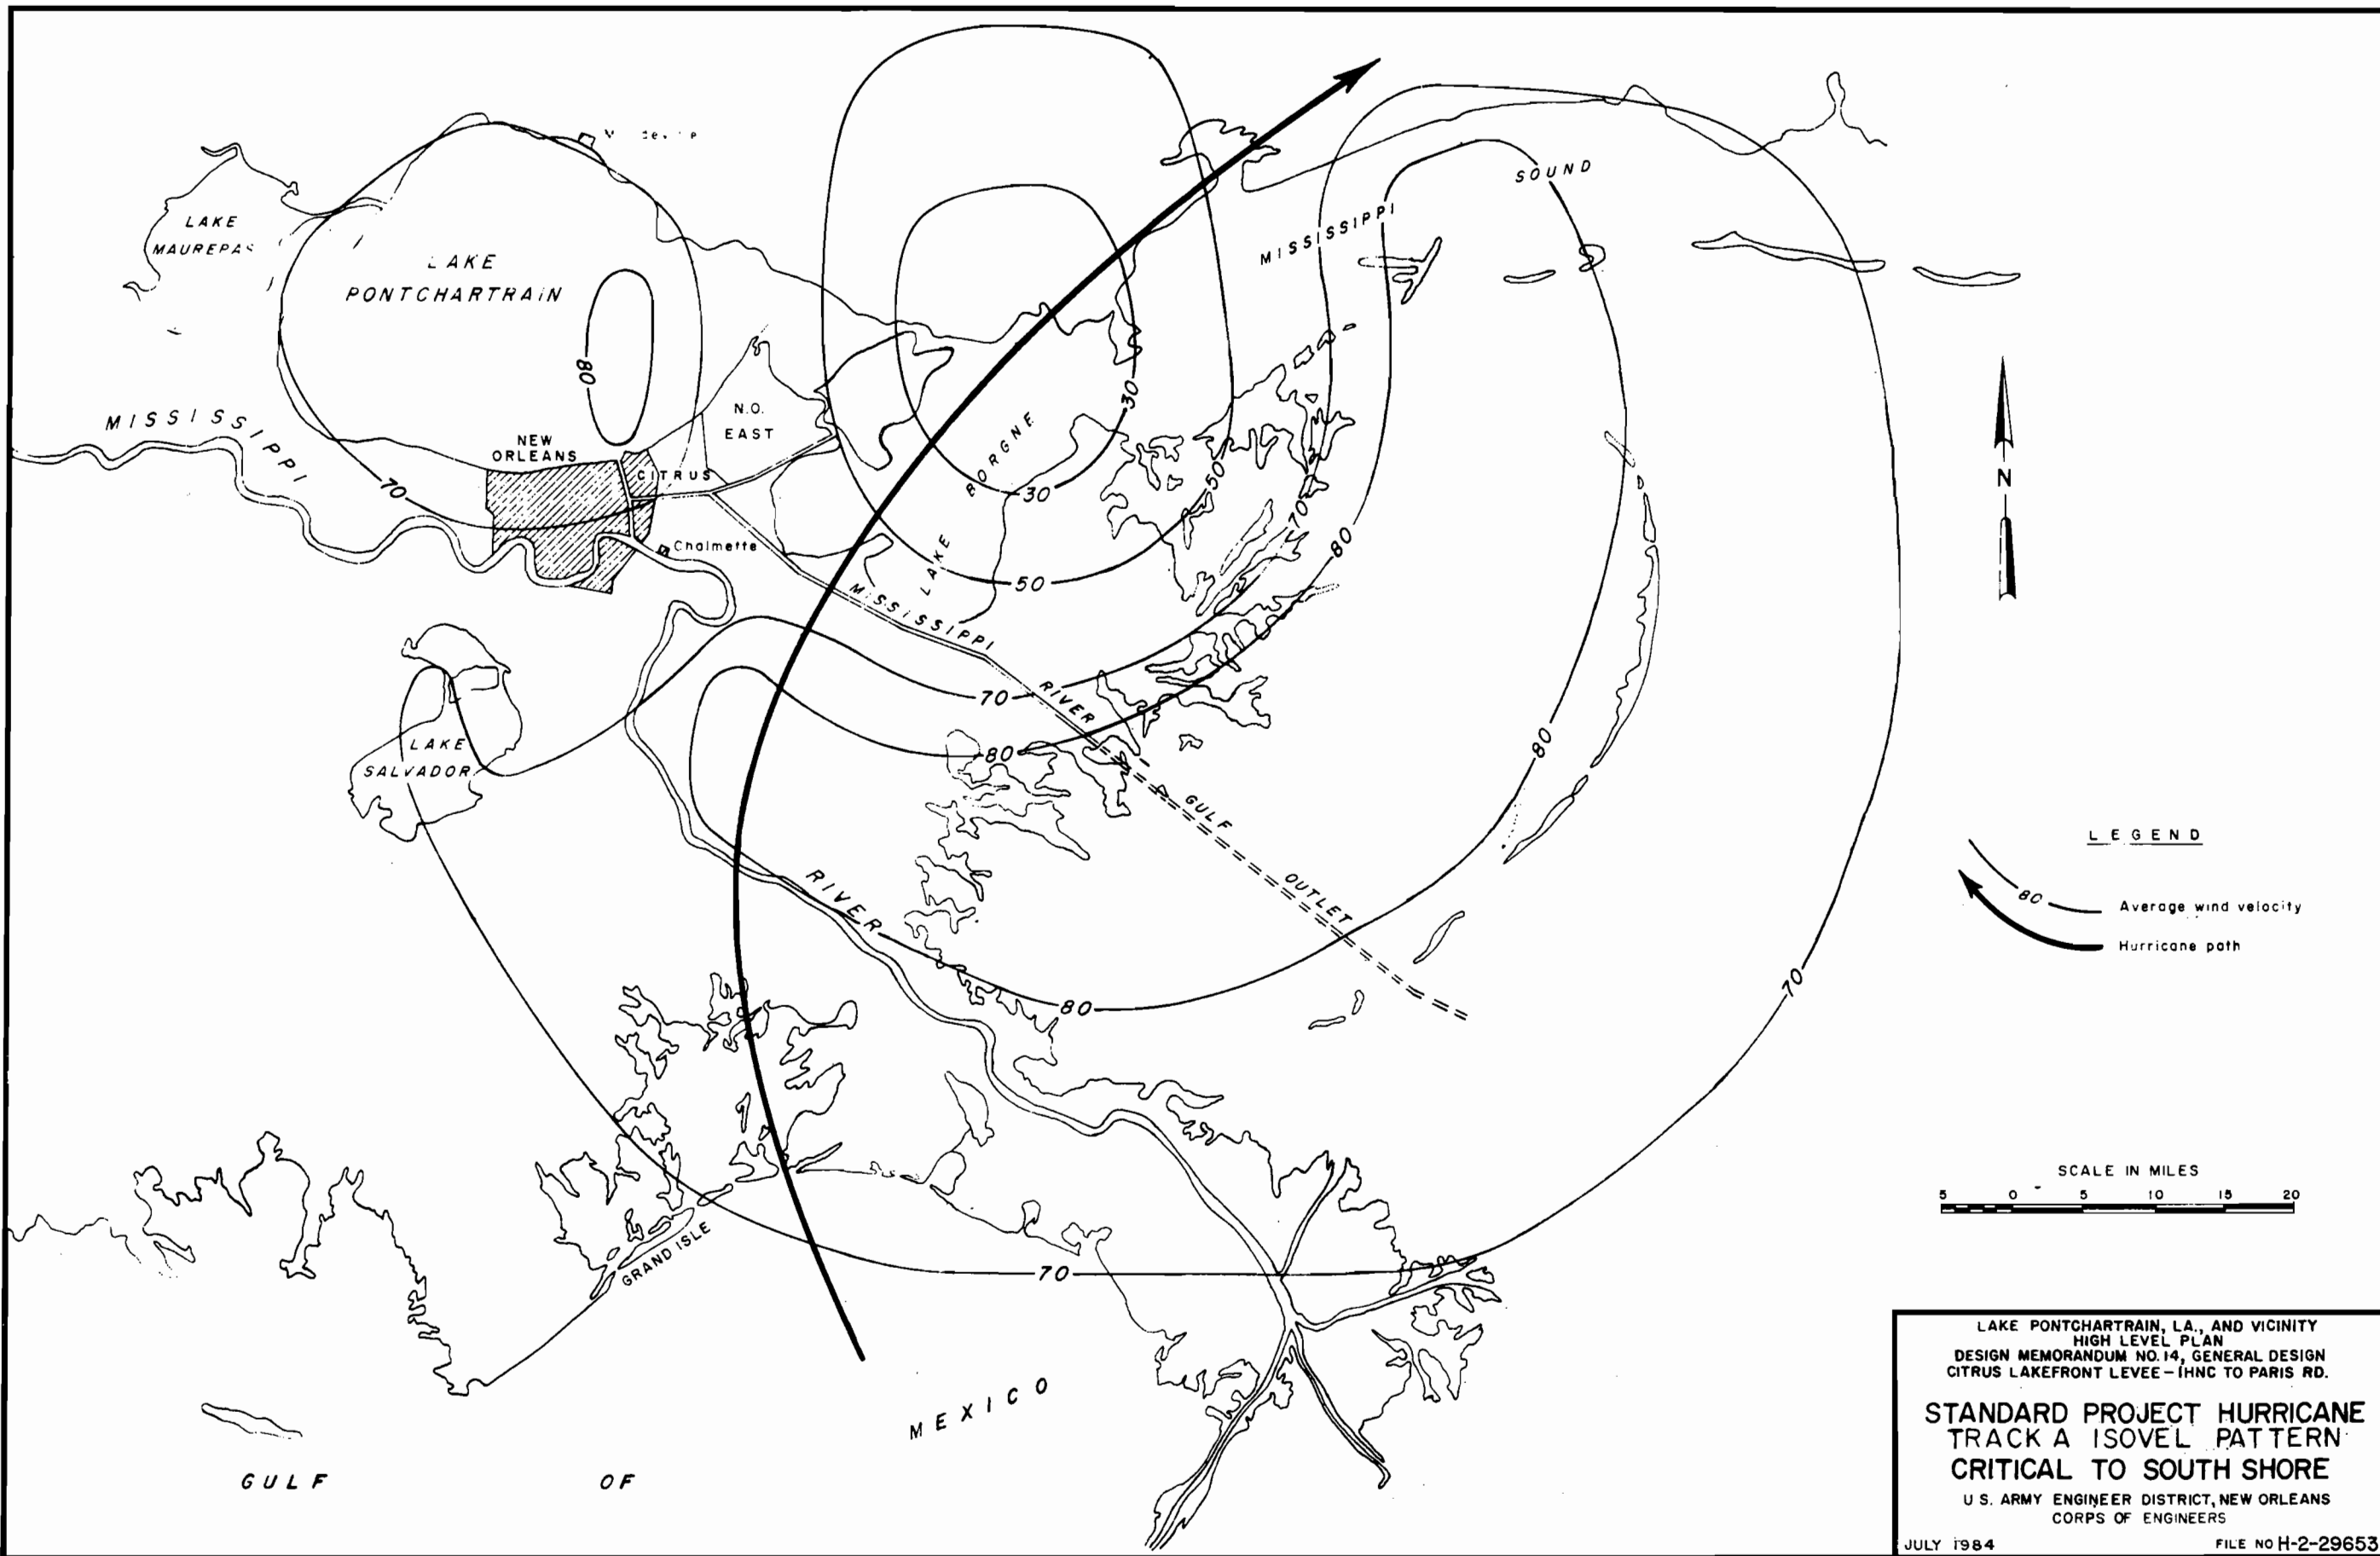 LAKE
MAUREPAS
LAKE
PONTCHARTRAIN
80
MISSISSIPPI
70
NEW
ORLEANS
CITRUS
N.O.
EAST
Chalmette
SOUND
MISSISSIPPI
30
30
LAKE BORGNE
50
50
70
80
MISSISSIPPI
RIVER
GULF
OUTLET
70
80
LAKE
SALVADOR
RIVER
80
80
70
N
LEGEND
80
Average wind velocity
Hurricane path
SCALE IN MILES
5 0 5 10 15 20
GRAND ISLE
70
GULF OF MEXICO
LAKE PONTCHARTRAIN, LA., AND VICINITY
HIGH LEVEL PLAN
DESIGN MEMORANDUM NO. 14, GENERAL DESIGN
CITRUS LAKEFRONT LEVEE-IHNC TO PARIS RD.
STANDARD PROJECT HURRICANE
TRACK A ISOVEL PATTERN
CRITICAL TO SOUTH SHORE
U S. ARMY ENGINEER DISTRICT, NEW ORLEANS
CORPS OF ENGINEERS
JULY 1984 FILE NO H-2-29653